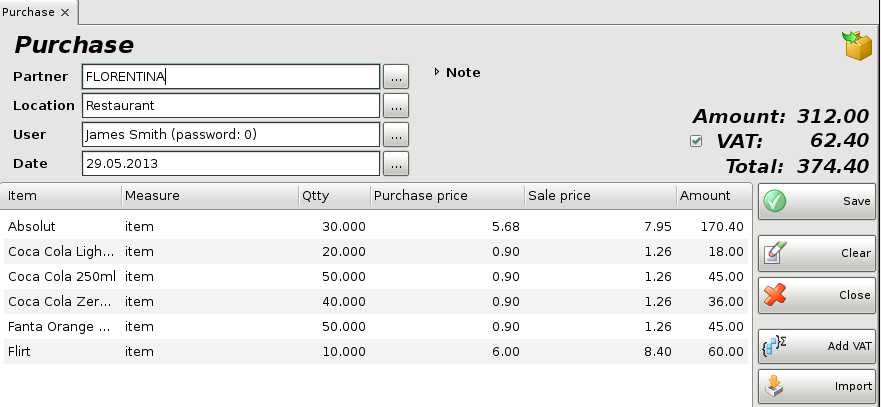 Purchase
Purchase
Partner FLORENTINA ... Note
Location Restaurant ...
User James Smith (password: 0) ...
Date 29.05.2013 ...
Amount: 312.00
VAT: 62.40
Total: 374.40
Item Measure Qtty Purchase price Sale price Amount
Absolut item 30.000 5.68 7.95 170.40
Coca Cola Ligh... item 20.000 0.90 1.26 18.00
Coca Cola 250ml item 50.000 0.90 1.26 45.00
Coca Cola Zer... item 40.000 0.90 1.26 36.00
Fanta Orange ... item 50.000 0.90 1.26 45.00
Flirt item 10.000 6.00 8.40 60.00
Save
Clear
Close
Add VAT
Import